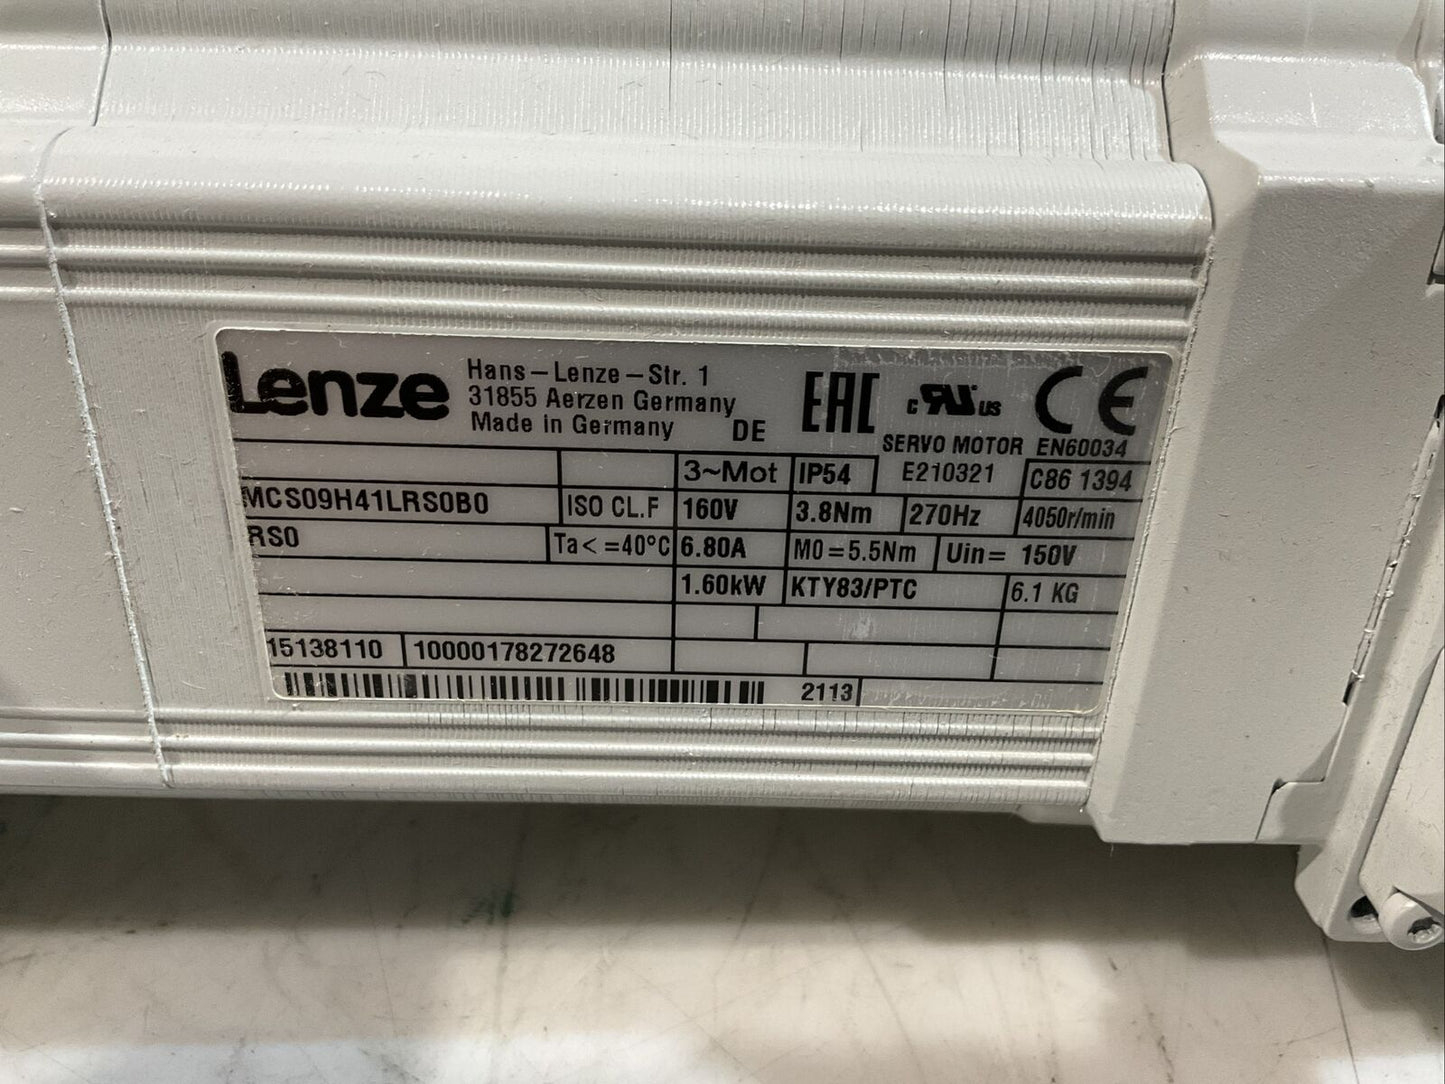 Lenze
Hans-Lenze-Str. 1
31855 Aerzen Germany
Made in Germany DE
EAC
c RU us
CE
SERVO MOTOR EN60034
3~Mot IP54 E210321 C86 1394
MCS09H41LRS0B0 ISO CL.F 160V 3.8Nm 270Hz 4050r/min
RS0 Ta<=40°C 6.80A M0=5.5Nm Uin= 150V
1.60kW KTY83/PTC 6.1 KG
15138110 10000178272648
2113